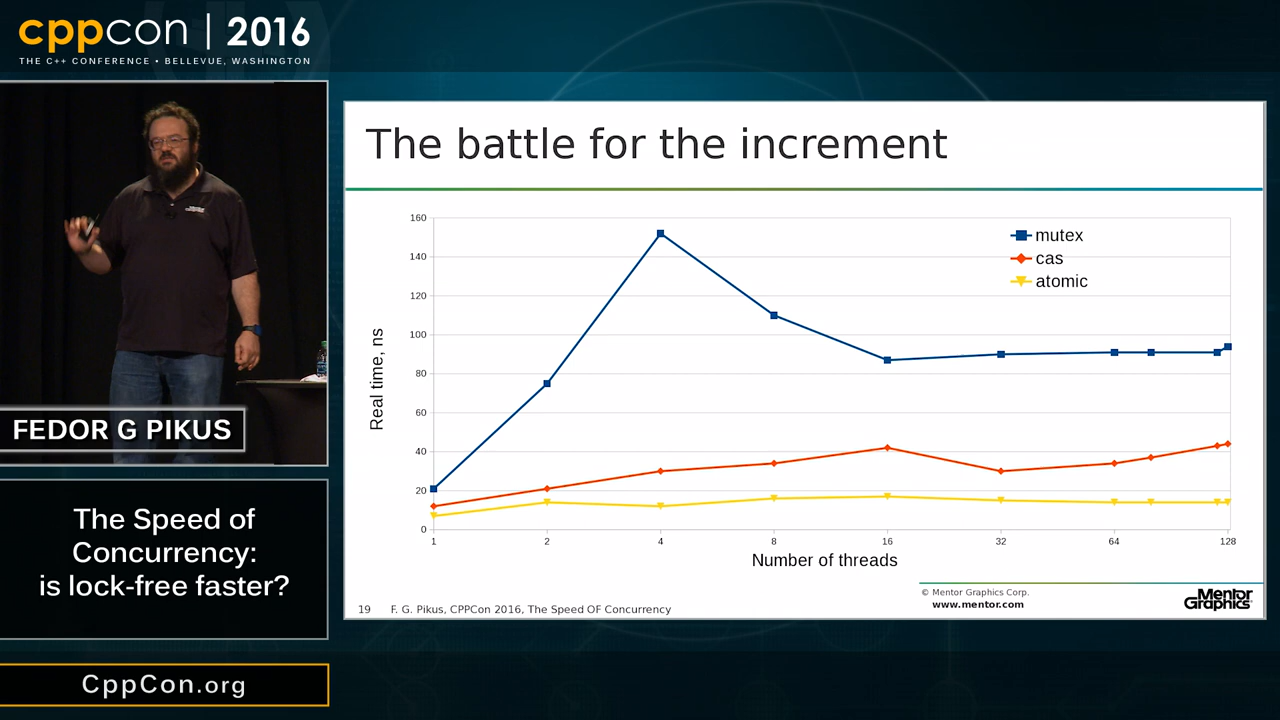 cppcon | 2016
THE C++ CONFERENCE • BELLEVUE, WASHINGTON
FEDOR G PIKUS
The Speed of
Concurrency:
is lock-free faster?
CppCon.org
The battle for the increment
mutex
cas
atomic
Real time, ns
160
140
120
100
80
60
40
20
0
1 2 4 8 16 32 64 128
Number of threads
19 F. G. Pikus, CPPCon 2016, The Speed OF Concurrency
© Mentor Graphics Corp.
www.mentor.com
Mentor
Graphics